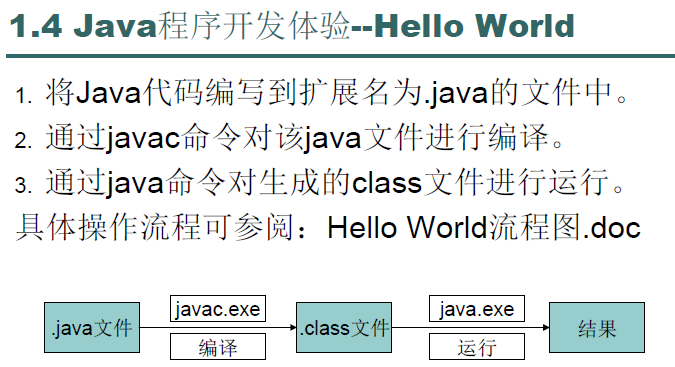 1.4 Java程序开发体验--Hello World
1. 将Java代码编写到扩展名为.java的文件中。
2. 通过javac命令对该java文件进行编译。
3. 通过java命令对生成的class文件进行运行。
具体操作流程可参阅：Hello World流程图.doc
javac.exe
java.exe
.java文件
.class文件
结果
编译
运行